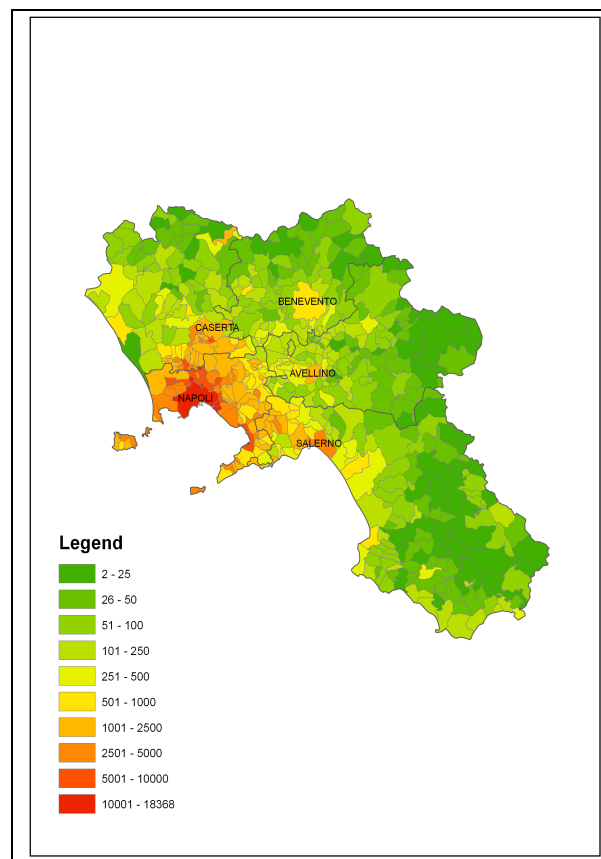 BENEVENTO
CASERTA
AVELLINO
NAPOLI
SALERNO
Legend
2 - 25
26 - 50
51 - 100
101 - 250
251 - 500
501 - 1000
1001 - 2500
2501 - 5000
5001 - 10000
10001 - 18368